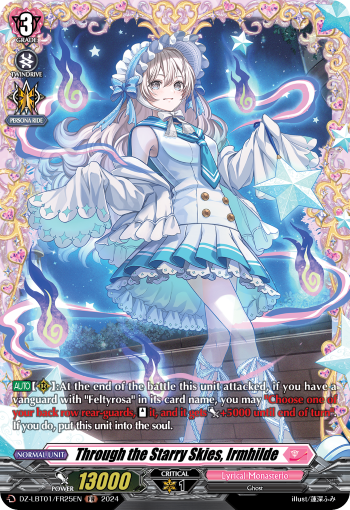 3
GRADE
TWINDRIVE
PERSONA RIDE
AUTO【 】:At the end of the battle this unit attacked, if you have a
vanguard with "Feltyrosa" in its card name, you may "Choose one
of your back row rear-guards, it, and it gets +5000 until end of turn".
If you do, put this unit into the soul.
NORMAL UNIT
Through the Starry Skies, Irmhilde
POWER
13000
CRITICAL
1
Lyrical Monasterio
Ghost
D
DZ-LBT01/FR25EN
FR
2024
illust/蓮深ふみ